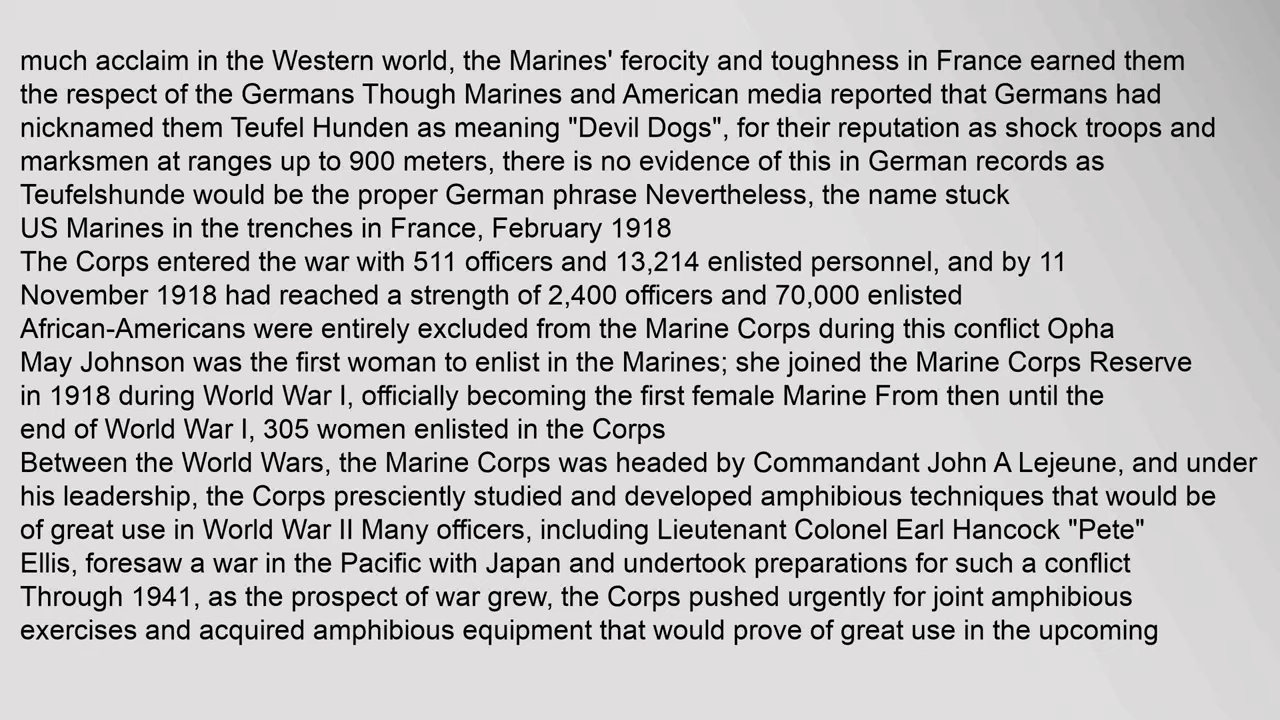 much acclaim in the Western world, the Marines' ferocity and toughness in France earned them
the respect of the Germans Though Marines and American media reported that Germans had
nicknamed them Teufel Hunden as meaning "Devil Dogs", for their reputation as shock troops and
marksmen at ranges up to 900 meters, there is no evidence of this in German records as
Teufelshunde would be the proper German phrase Nevertheless, the name stuck
US Marines in the trenches in France, February 1918
The Corps entered the war with 511 officers and 13,214 enlisted personnel, and by 11
November 1918 had reached a strength of 2,400 officers and 70,000 enlisted
African-Americans were entirely excluded from the Marine Corps during this conflict Opha
May Johnson was the first woman to enlist in the Marines; she joined the Marine Corps Reserve
in 1918 during World War I, officially becoming the first female Marine From then until the
end of World War I, 305 women enlisted in the Corps
Between the World Wars, the Marine Corps was headed by Commandant John A Lejeune, and under
his leadership, the Corps presciently studied and developed amphibious techniques that would be
of great use in World War II Many officers, including Lieutenant Colonel Earl Hancock "Pete"
Ellis, foresaw a war in the Pacific with Japan and undertook preparations for such a conflict
Through 1941, as the prospect of war grew, the Corps pushed urgently for joint amphibious
exercises and acquired amphibious equipment that would prove of great use in the upcoming